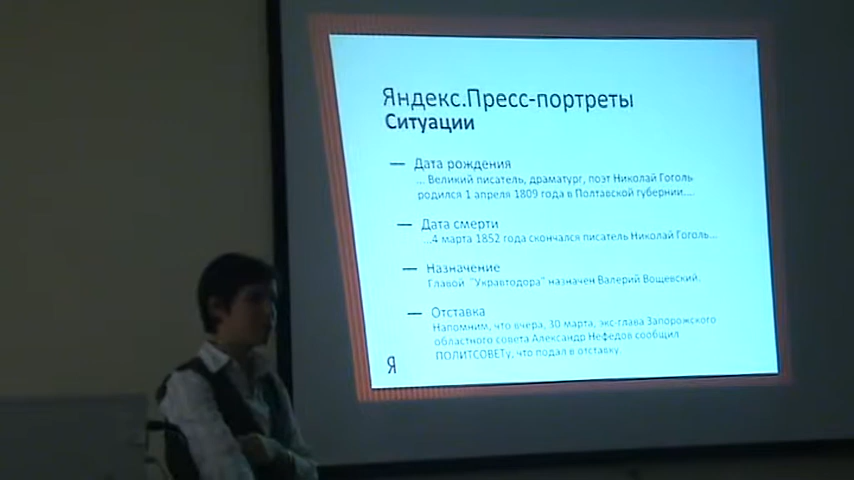 Яндекс.Пресс-портреты
Ситуации
— Дата рождения
... Великий писатель, драматург, поэт Николай Гоголь
родился 1 апреля 1809 года в Полтавской губернии....
— Дата смерти
...4 марта 1852 года скончался писатель Николай Гоголь...
— Назначение
Главой "Укравтодора" назначен Валерий Вощевский.
— Отставка
Напомним, что вчера, 30 марта, экс-глава Запорожского
областного совета Александр Нефедов сообщил
ПОЛИТСОВЕТу, что подал в отставку.
Я